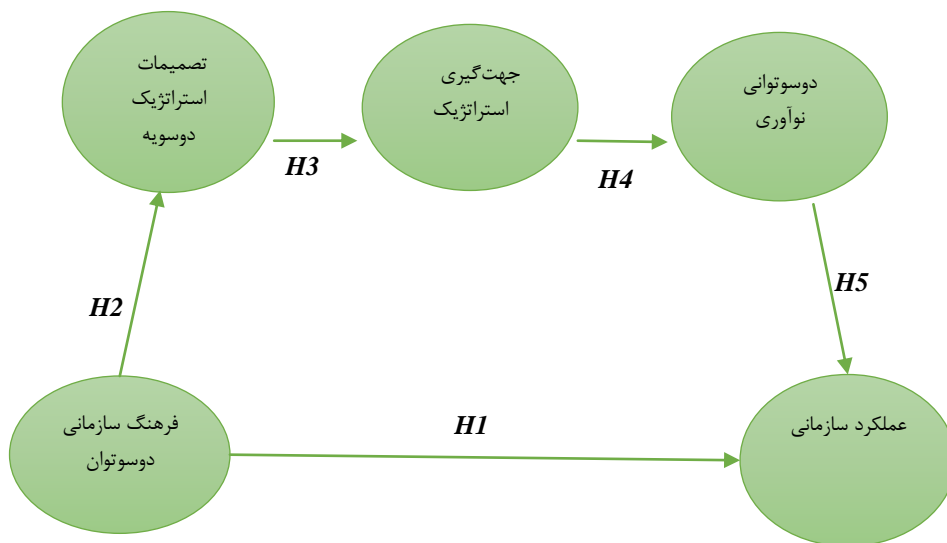 تصمیمات
استراتژیک
دوسویه
جهت‌گیری
استراتژیک
دوسوتوانی
نوآوری
H3
H4
H2
H5
فرهنگ سازمانی
دوسوتوان
H1
عملکرد سازمانی